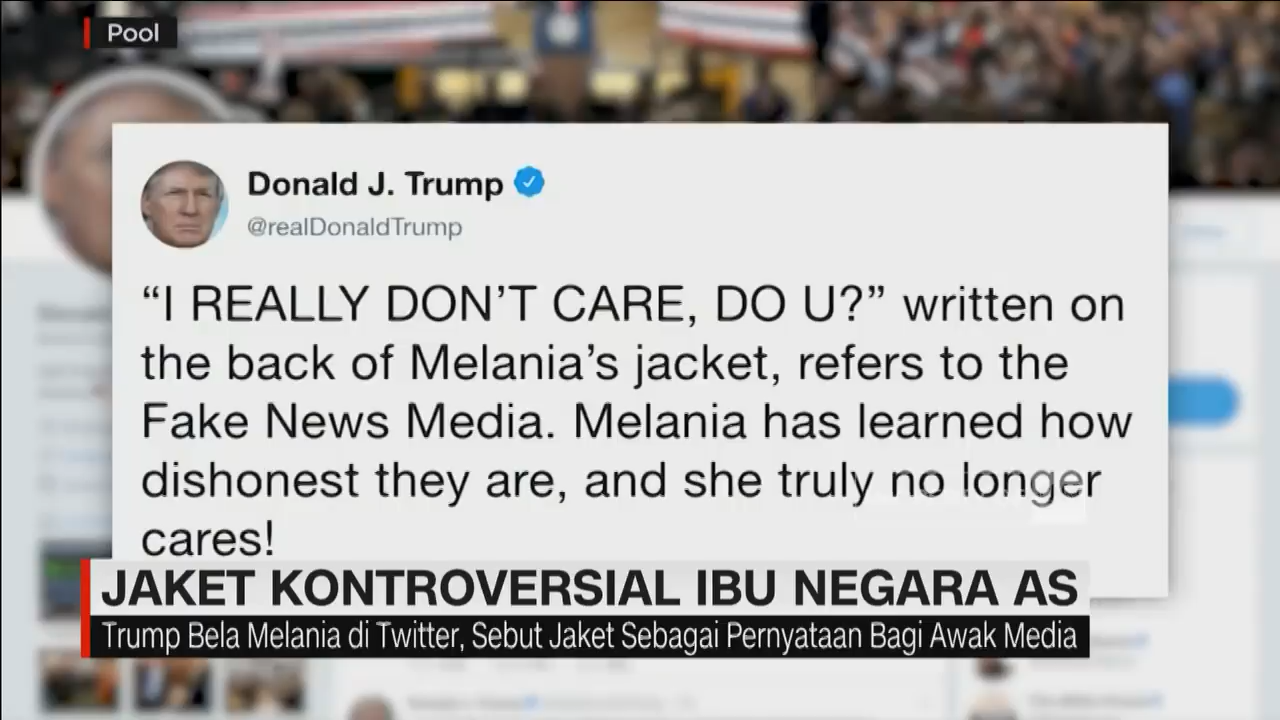 Pool
Donald J. Trump
@realDonaldTrump
“I REALLY DON’T CARE, DO U?” written on
the back of Melania’s jacket, refers to the
Fake News Media. Melania has learned how
dishonest they are, and she truly no longer
cares!
JAKET KONTROVERSIAL IBU NEGARA AS
Trump Bela Melania di Twitter, Sebut Jaket Sebagai Pernyataan Bagi Awak Media